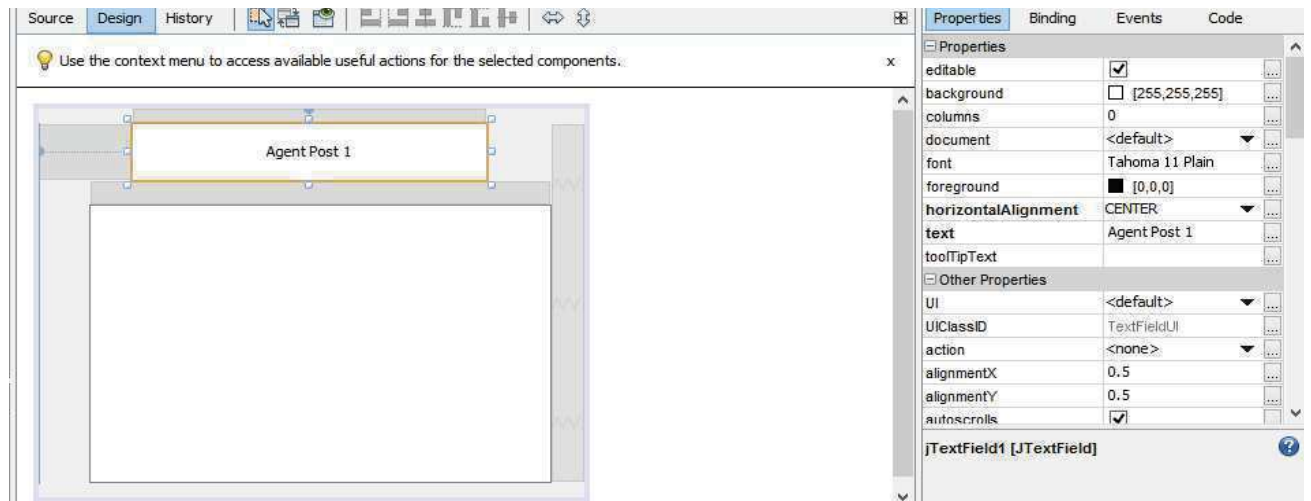 Source Design History
Use the context menu to access available useful actions for the selected components. x
Agent Post 1
Properties Binding Events Code
Properties
editable
background [255,255,255]
columns 0
document <default>
font Tahoma 11 Plain
foreground [0,0,0]
horizontalAlignment CENTER
text Agent Post 1
toolTipText
Other Properties
UI <default>
UIClassID TextFieldUI
action <none>
alignmentX 0.5
alignmentY 0.5
autoscrolls
jTextField1 [JTextField]